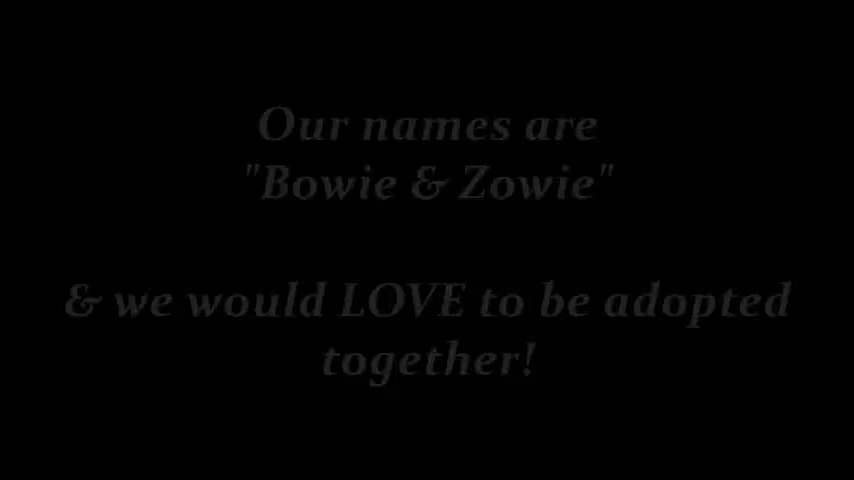 Our names are
"Bowie & Zowie"
& we would LOVE to be adopted
together!